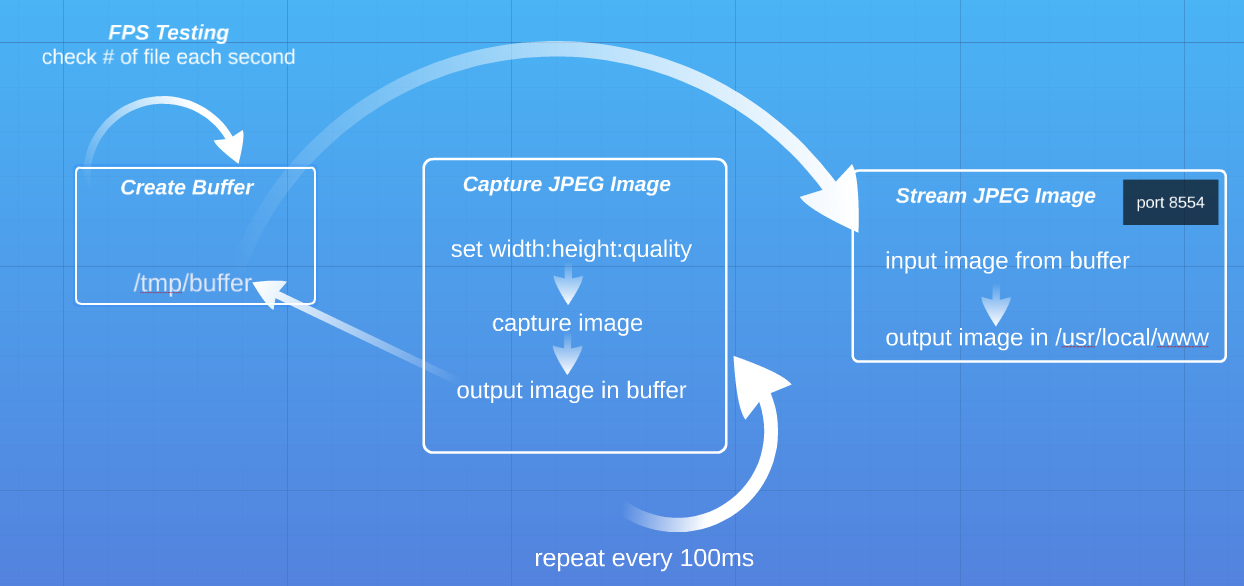 FPS Testing
check # of file each second
Create Buffer
/tmp/buffer
Capture JPEG Image
set width:height:quality
capture image
output image in buffer
repeat every 100ms
Stream JPEG Image
port 8554
input image from buffer
output image in /usr/local/www